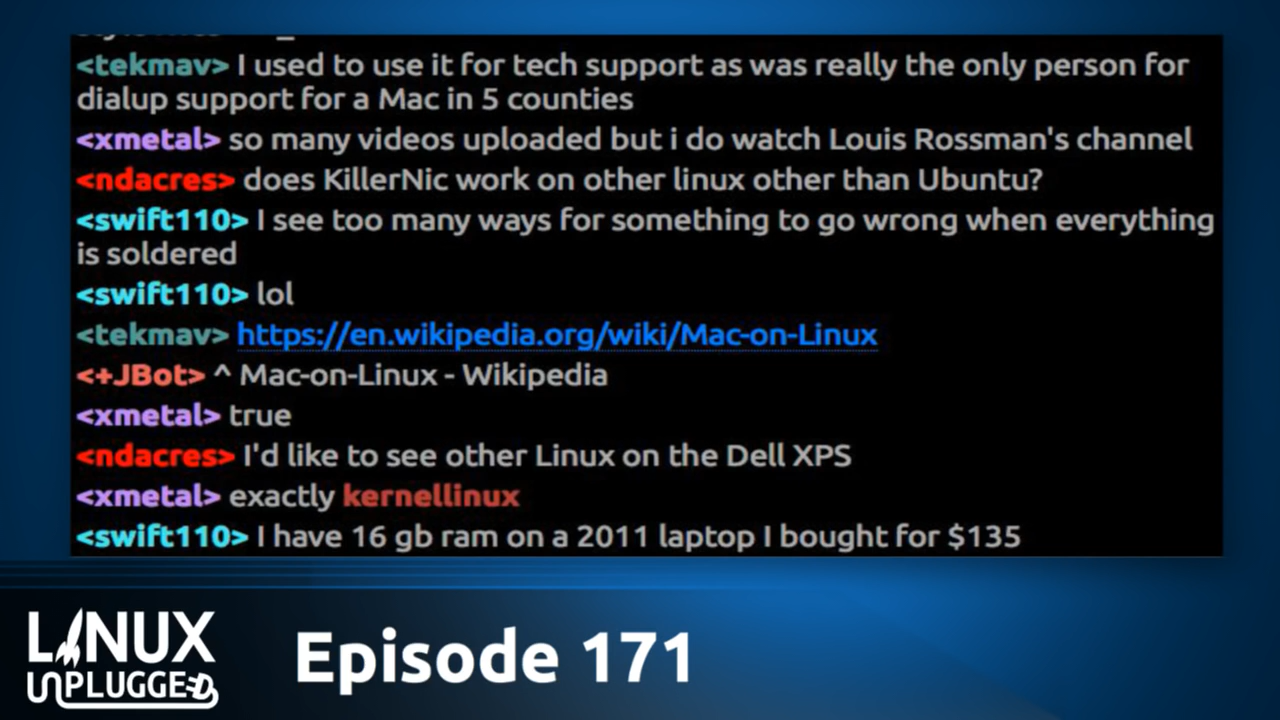 <tekmav> I used to use it for tech support as was really the only person for
dialup support for a Mac in 5 counties
<xmetal> so many videos uploaded but i do watch Louis Rossman's channel
<ndacres> does KillerNic work on other linux other than Ubuntu?
<swift110> I see too many ways for something to go wrong when everything
is soldered
<swift110> lol
<tekmav> https://en.wikipedia.org/wiki/Mac-on-Linux
<+JBot> ^ Mac-on-Linux - Wikipedia
<xmetal> true
<ndacres> I'd like to see other Linux on the Dell XPS
<xmetal> exactly kernellinux
<swift110> I have 16 gb ram on a 2011 laptop I bought for $135
LINUX
UNPLUGGED
Episode 171